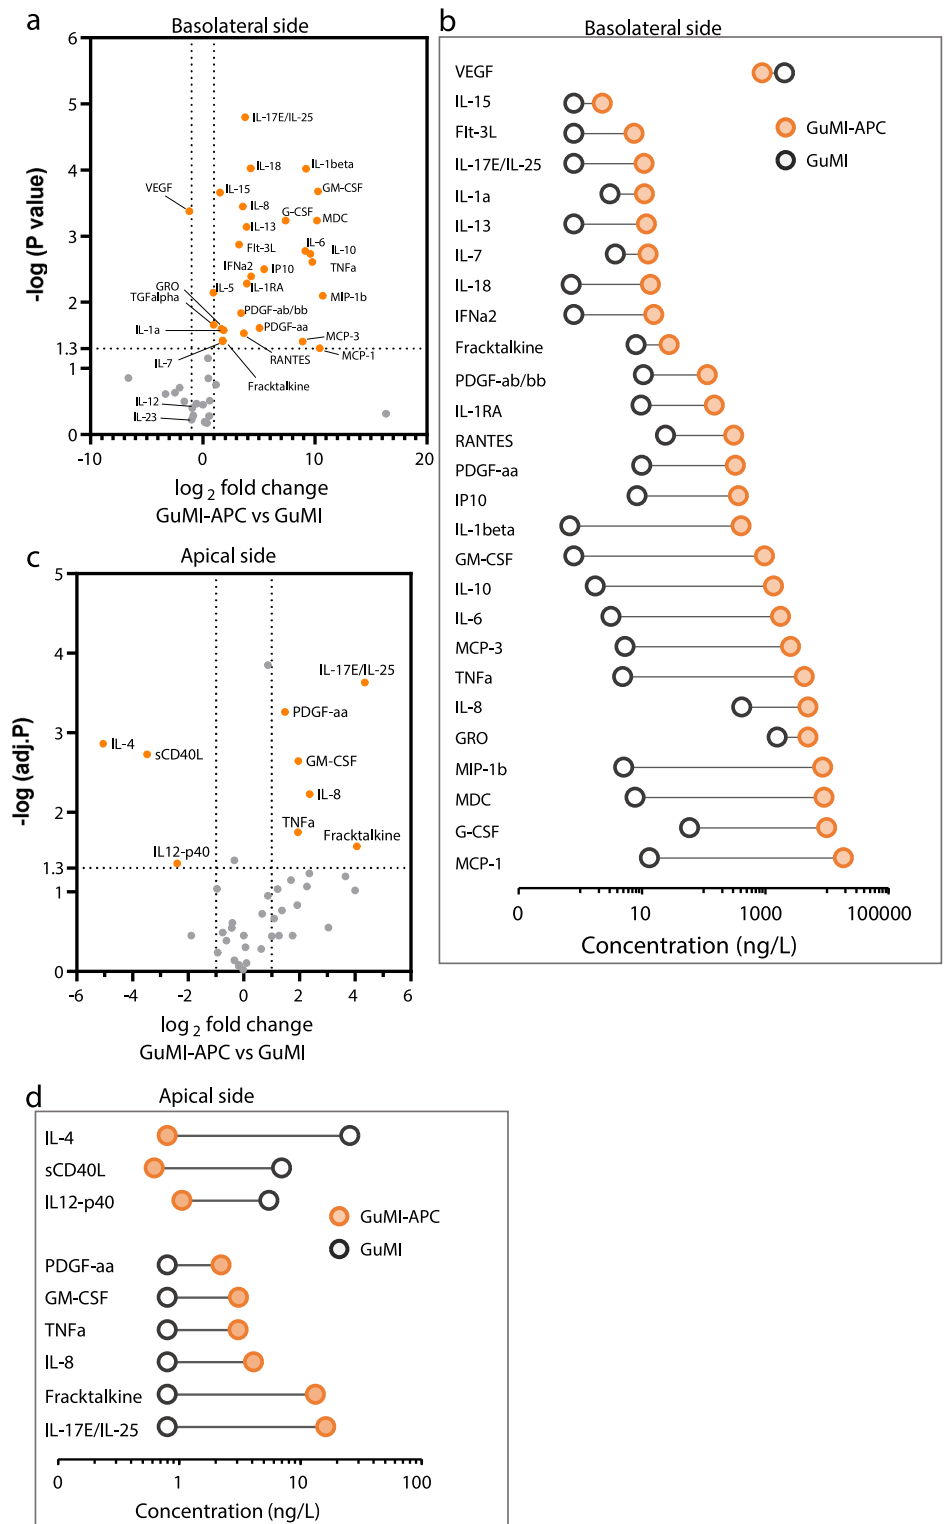 a
Basolateral side
6
5
4
3
2
1.3
1
0
-10
0
10
20
-log (P value)
IL-17E/IL-25
IL-18
IL-1beta
VEGF
IL-15
GM-CSF
IL-8
G-CSF
MDC
IL-13
IL-6
Flt-3L
IL-10
IFNa2
IP10
TNFa
GRO
IL-5
IL-1RA
TGFalpha
MIP-1b
PDGF-ab/bb
IL-1a
PDGF-aa
MCP-3
RANTES
MCP-1
IL-7
Fracktalkine
IL-12
IL-23
log2 fold change
GuMI-APC vs GuMI
b
Basolateral side
VEGF
IL-15
Flt-3L
IL-17E/IL-25
IL-1a
IL-13
IL-7
IL-18
IFNa2
Fracktalkine
PDGF-ab/bb
IL-1RA
RANTES
PDGF-aa
IP10
IL-1beta
GM-CSF
IL-10
IL-6
MCP-3
TNFa
IL-8
GRO
MIP-1b
MDC
G-CSF
MCP-1
GuMI-APC
GuMI
0
10
1000
100000
Concentration (ng/L)
c
Apical side
5
4
3
2
1.3
1
0
-6
-4
-2
0
2
4
6
-log (adj.P)
IL-17E/IL-25
PDGF-aa
IL-4
sCD40L
GM-CSF
IL-8
TNFa
Fracktalkine
IL12-p40
log2 fold change
GuMI-APC vs GuMI
d
Apical side
IL-4
sCD40L
IL12-p40
PDGF-aa
GM-CSF
TNFa
IL-8
Fracktalkine
IL-17E/IL-25
GuMI-APC
GuMI
0
1
10
100
Concentration (ng/L)